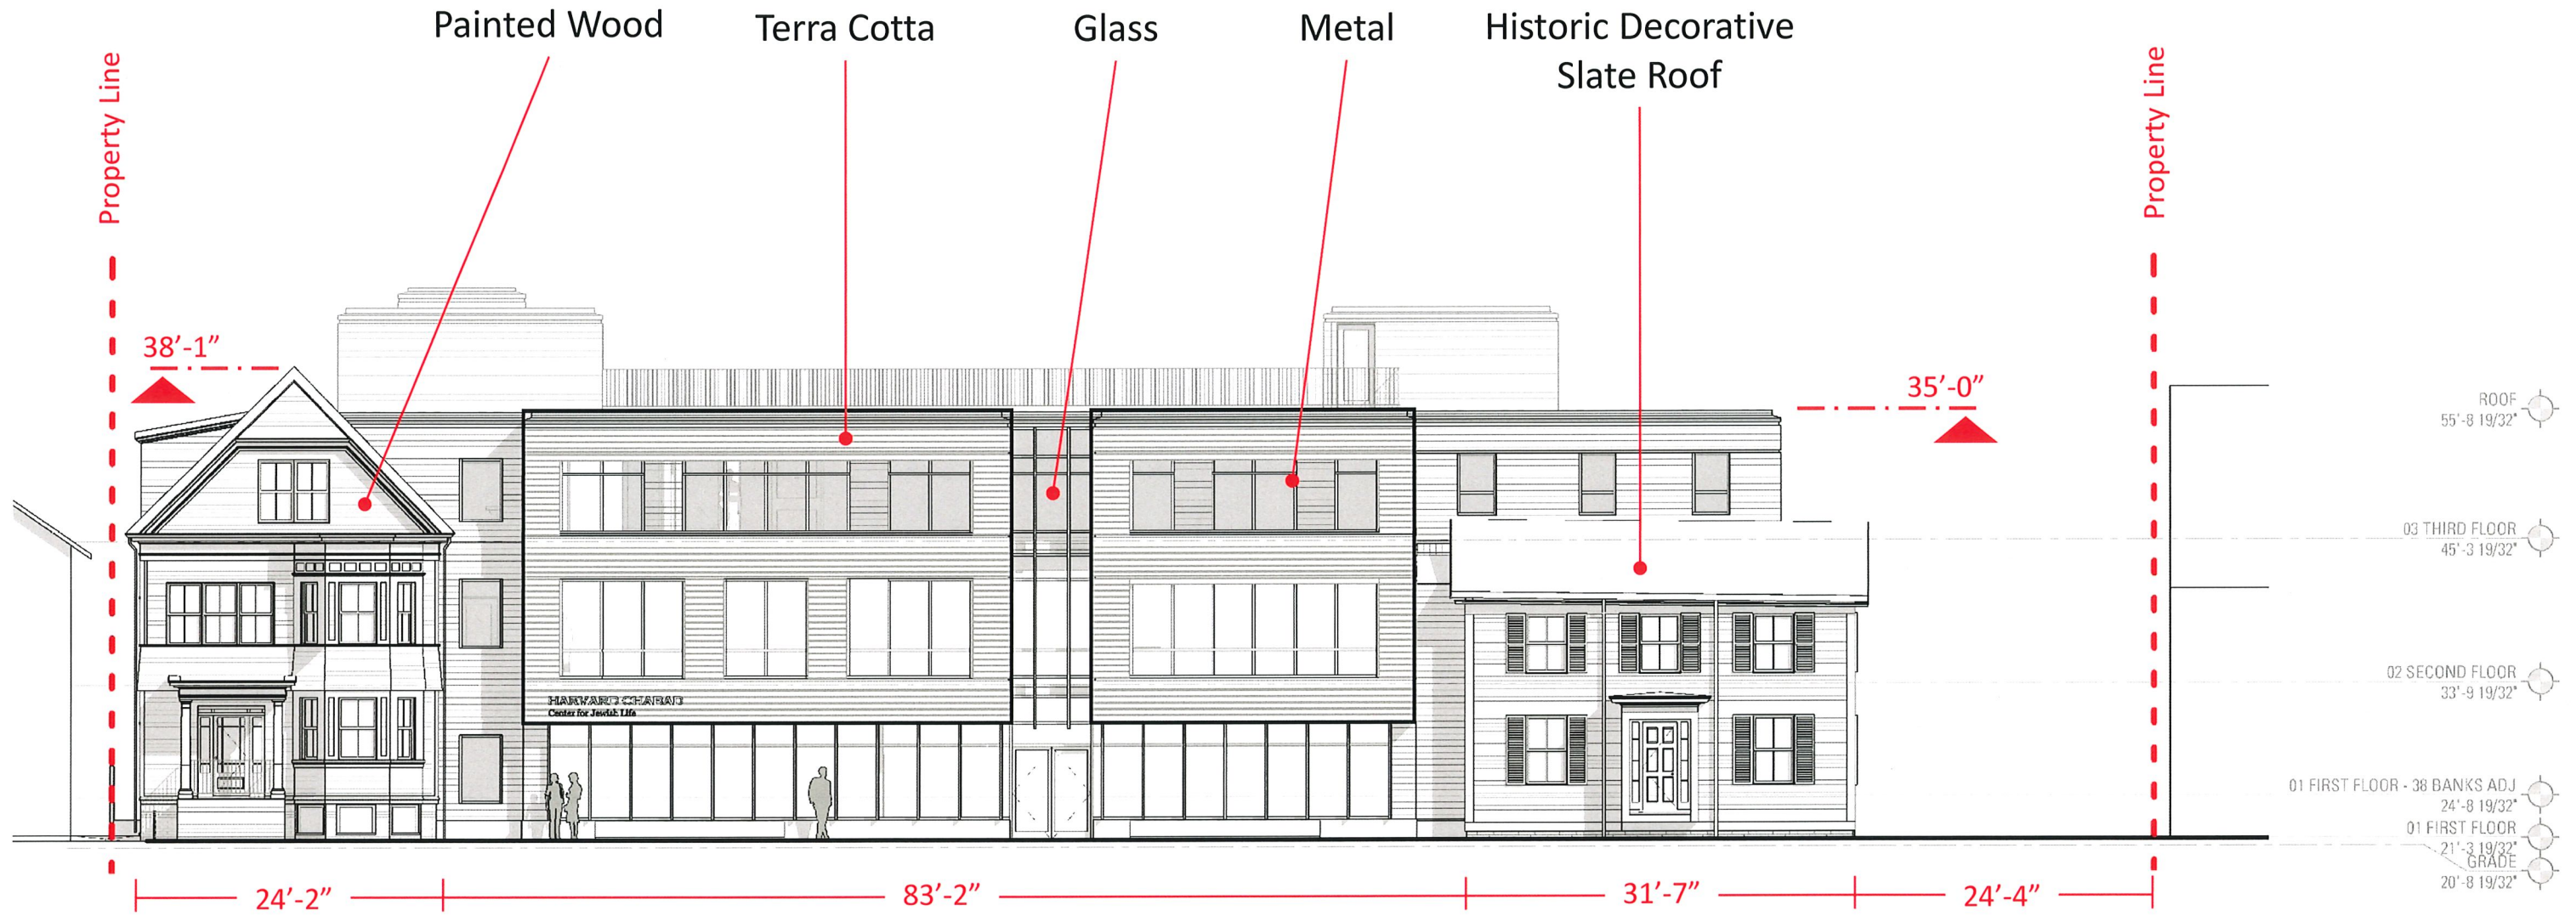 Painted Wood
Terra Cotta
Glass
Metal
Historic Decorative
Slate Roof
Property Line
Property Line
38’-1”
35’-0”
ROOF
55'-8 19/32"
03 THIRD FLOOR
45'-3 19/32"
02 SECOND FLOOR
33'-9 19/32"
HARVARD CHABAD
Center for Jewish Life
01 FIRST FLOOR - 38 BANKS ADJ
24'-8 19/32"
01 FIRST FLOOR
21'-3 19/32"
GRADE
20'-8 19/32"
24’-2”
83’-2”
31’-7”
24’-4”